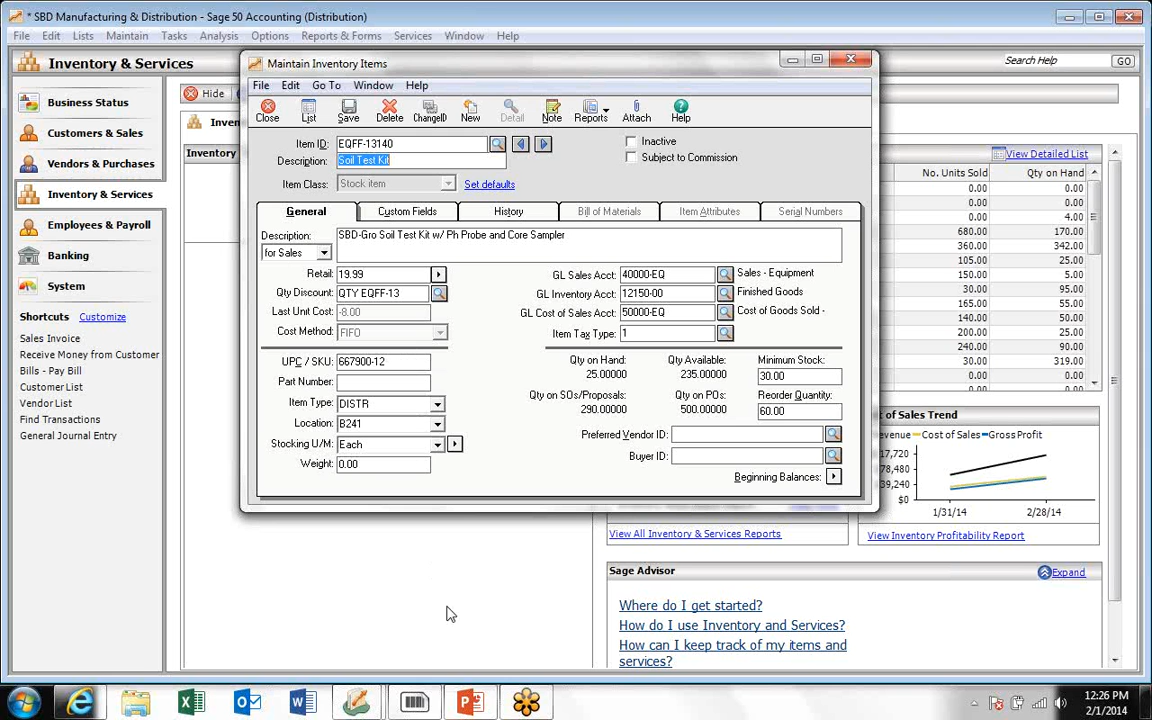 * SBD Manufacturing & Distribution - Sage 50 Accounting (Distribution)
File Edit Lists Maintain Tasks Analysis Options Reports & Forms Services Window Help
Inventory & Services
Search Help GO
Business Status
Customers & Sales
Vendors & Purchases
Inventory & Services
Employees & Payroll
Banking
System
Shortcuts Customize
Sales Invoice
Receive Money from Customer
Bills - Pay Bill
Customer List
Vendor List
Find Transactions
General Journal Entry
Hide
Inven
Inventory
Maintain Inventory Items
File Edit Go To Window Help
Close List Save Delete ChangeID New Detail Note Reports Attach Help
Item ID: EQFF-13140
Inactive
Description: Soil Test Kit
Subject to Commission
Item Class: Stock item Set defaults
General Custom Fields History Bill of Materials Item Attributes Serial Numbers
Description: SBD-Gro Soil Test Kit w/ Ph Probe and Core Sampler
for Sales
Retail: 19.99
GL Sales Acct: 40000-EQ Sales - Equipment
Qty Discount: QTY EQFF-13
GL Inventory Acct: 12150-00 Finished Goods
Last Unit Cost: -8.00
GL Cost of Sales Acct: 50000-EQ Cost of Goods Sold -
Cost Method: FIFO
Item Tax Type: 1
UPC / SKU: 667900-12
Part Number:
Item Type: DISTR
Location: B241
Stocking U/M: Each
Weight: 0.00
Qty on Hand: Qty Available: Minimum Stock:
25.00000 235.00000 30.00
Qty on SOs/Proposals: Qty on POs: Reorder Quantity:
290.00000 500.00000 60.00
Preferred Vendor ID:
Buyer ID:
Beginning Balances:
View Detailed List
No. Units Sold Qty on Hand
0.00 0.00
0.00 4.00
680.00 170.00
360.00 342.00
105.00 25.00
150.00 5.00
30.00 295.00
165.00 55.00
200.00 25.00
240.00 90.00
30.00 319.00
0.00 0.00
of Sales Trend
evenue Cost of Sales Gross Profit
17,720
78,480
39,240
$0
1/31/14 2/28/14
View All Inventory & Services Reports
View Inventory Profitability Report
Sage Advisor
Expand
Where do I get started?
How do I use Inventory and Services?
How can I keep track of my items and
services?
12:26 PM
2/1/2014